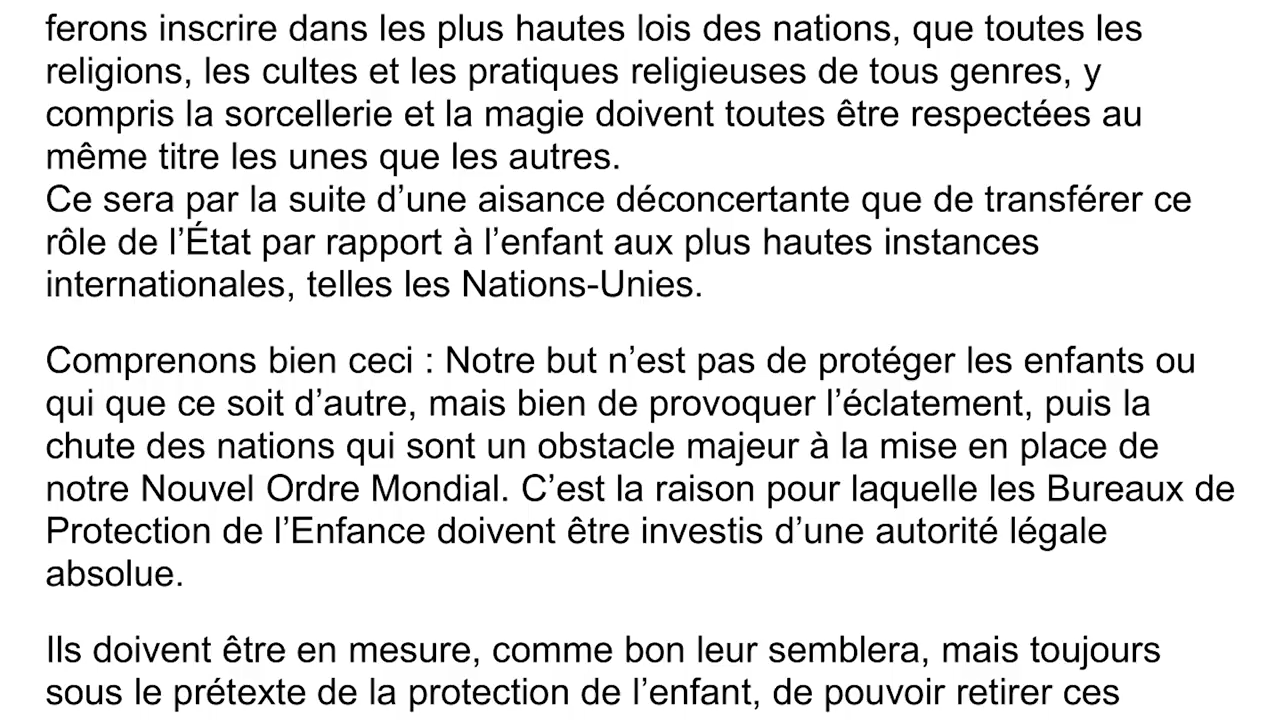 ferons inscrire dans les plus hautes lois des nations, que toutes les
religions, les cultes et les pratiques religieuses de tous genres, y
compris la sorcellerie et la magie doivent toutes être respectées au
même titre les unes que les autres.
Ce sera par la suite d’une aisance déconcertante que de transférer ce
rôle de l’État par rapport à l’enfant aux plus hautes instances
internationales, telles les Nations-Unies.
Comprenons bien ceci : Notre but n’est pas de protéger les enfants ou
qui que ce soit d’autre, mais bien de provoquer l’éclatement, puis la
chute des nations qui sont un obstacle majeur à la mise en place de
notre Nouvel Ordre Mondial. C’est la raison pour laquelle les Bureaux de
Protection de l’Enfance doivent être investis d’une autorité légale
absolue.
Ils doivent être en mesure, comme bon leur semblera, mais toujours
sous le prétexte de la protection de l’enfant, de pouvoir retirer ces